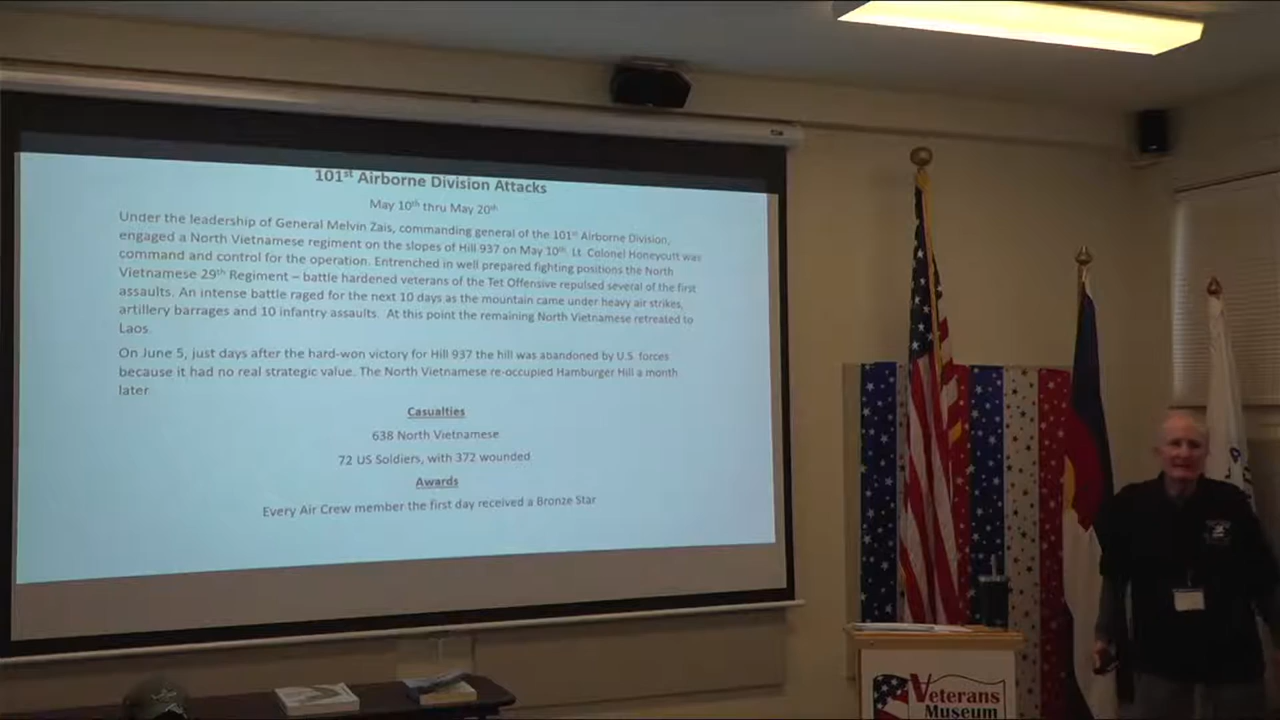 101st Airborne Division Attacks
May 10th thru May 20th
Under the leadership of General Melvin Zais, commanding general of the 101st Airborne Division,
engaged a North Vietnamese regiment on the slopes of Hill 937 on May 10th. Lt. Colonel Honeycutt was
command and control for the operation. Entrenched in well prepared fighting positions the North
Vietnamese 29th Regiment – battle hardened veterans of the Tet Offensive repulsed several of the first
assaults. An intense battle raged for the next 10 days as the mountain came under heavy air strikes,
artillery barrages and 10 infantry assaults. At this point the remaining North Vietnamese retreated to
Laos.
On June 5, just days after the hard-won victory for Hill 937 the hill was abandoned by U.S. forces
because it had no real strategic value. The North Vietnamese re-occupied Hamburger Hill a month
later.
Casualties
638 North Vietnamese
72 US Soldiers, with 372 wounded
Awards
Every Air Crew member the first day received a Bronze Star
Veterans
Museum